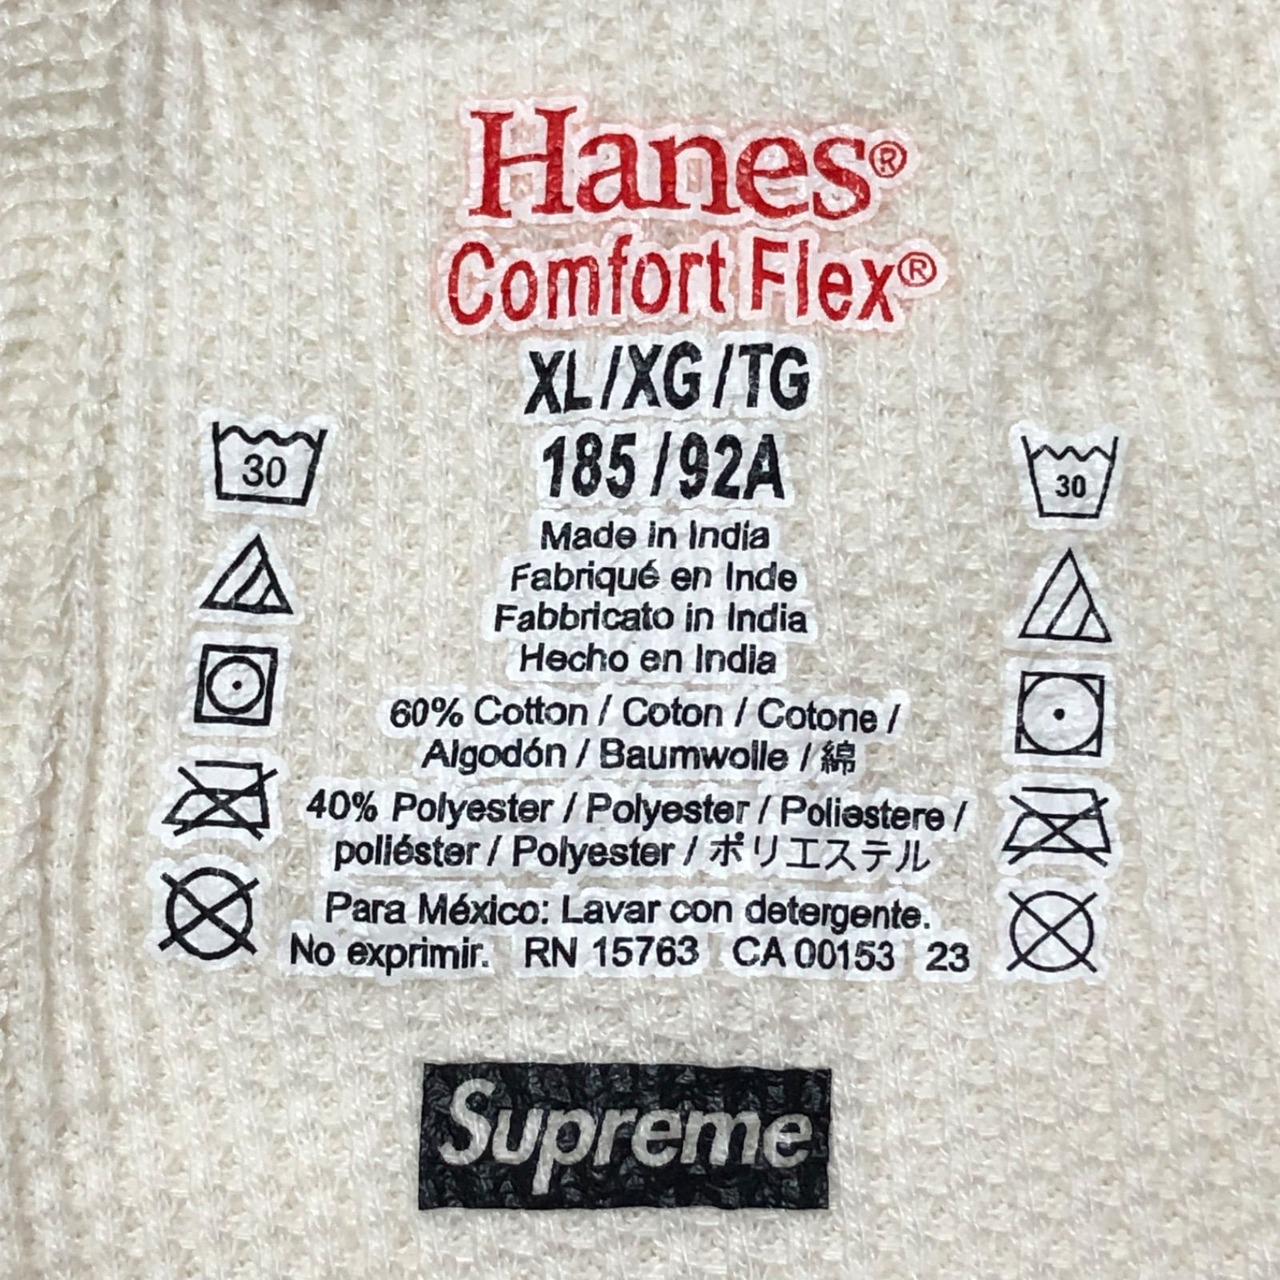 Hanes®
Comfort Flex®
XL/XG/TG
185/92A
30
30
Made in India
Fabriqué en Inde
Fabbricato in India
Hecho en India
60% Cotton / Coton / Cotone /
Algodón / Baumwolle / 綿
40% Polyester / Polyester / Poliestere /
poliéster / Polyester / ポリエステル
Para México: Lavar con detergente.
No exprimir. RN 15763 CA 00153 23
Supreme